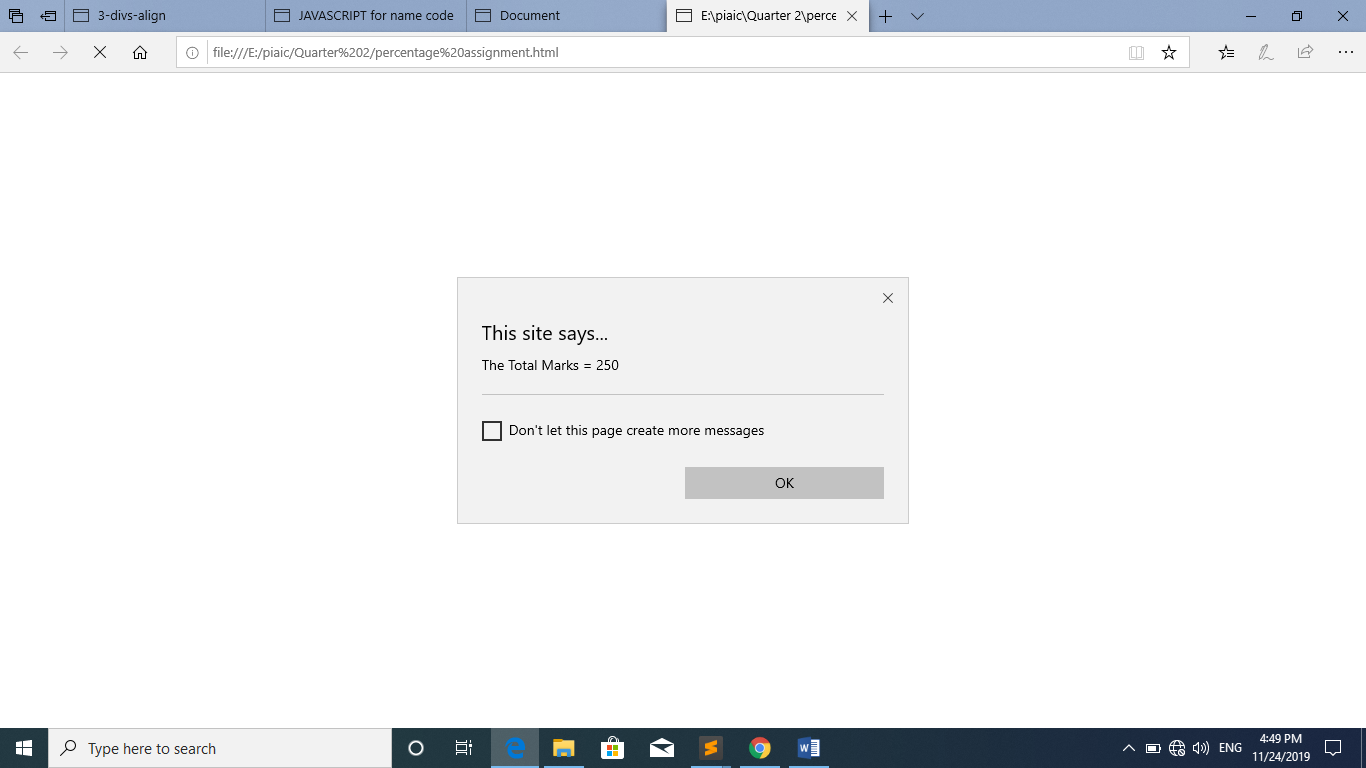 3-divs-align
JAVASCRIPT for name code
Document
E:\piaic\Quarter 2\perce
file:///E:/piaic/Quarter%202/percentage%20assignment.html
This site says...
The Total Marks = 250
Don't let this page create more messages
OK
Type here to search
ENG
4:49 PM
11/24/2019